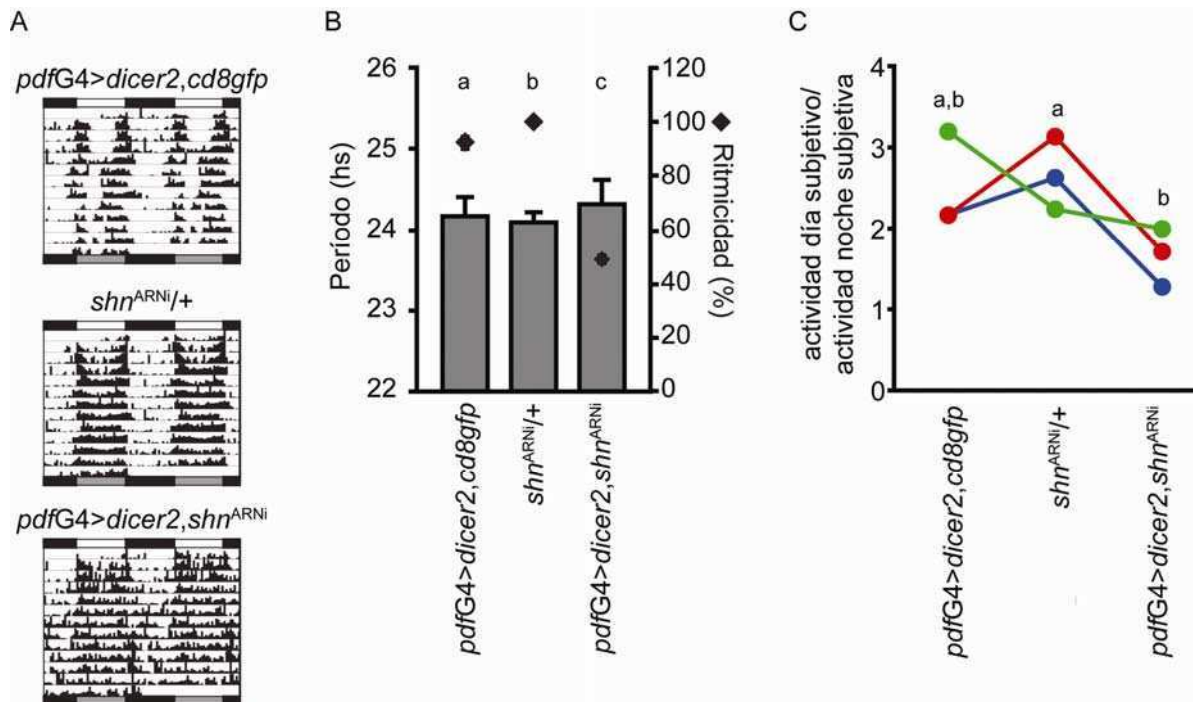 A
pdfG4>dicer2,cd8gfp
shnARNi/+
pdfG4>dicer2,shnARNi
B
26
25
24
23
22
Período (hs)
a
b
c
120
100
80
60
40
20
0
Ritmicidad (%)
pdfG4>dicer2,cd8gfp
shnARNi/+
pdfG4>dicer2,shnARNi
C
4
3
2
1
0
actividad día subjetivo/
actividad noche subjetiva
a,b
a
b
pdfG4>dicer2,cd8gfp
shnARNi/+
pdfG4>dicer2,shnARNi